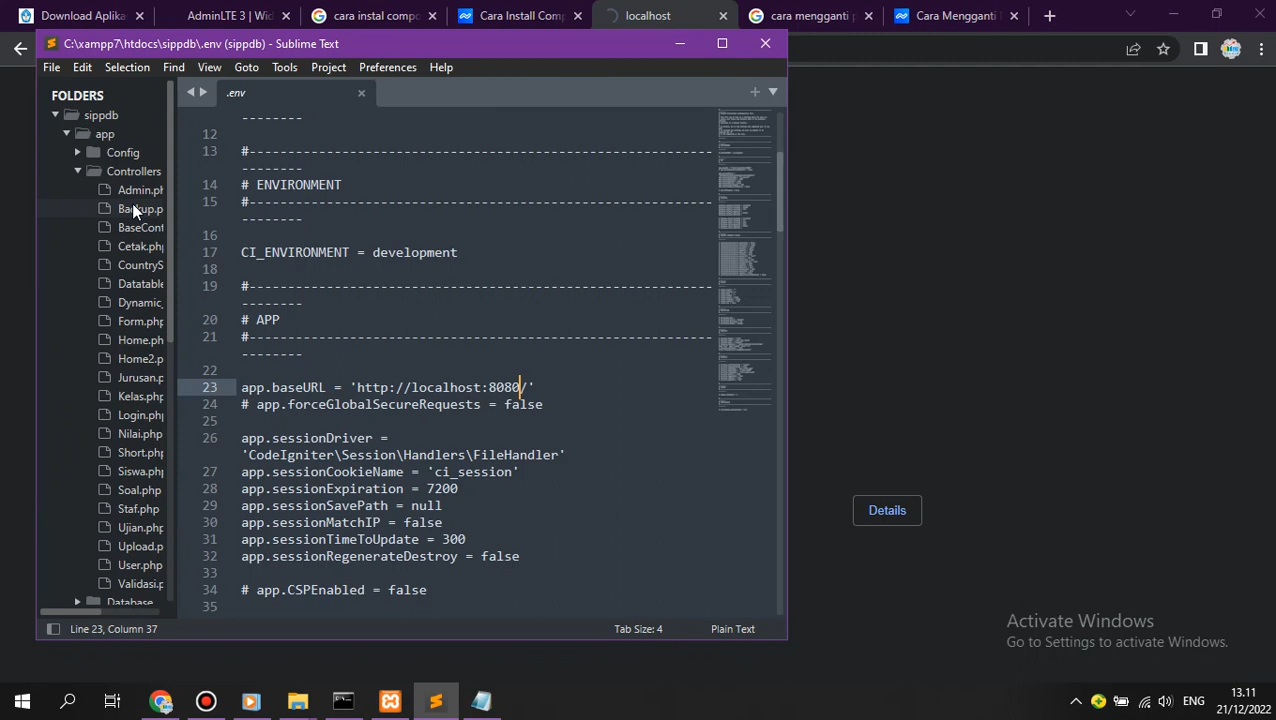 Download Aplika
AdminLTE 3 | Wid
cara instal compo
Cara Install Comp
localhost
cara mengganti p
Cara Mengganti
C:\xampp7\htdocs\sippdb\.env (sippdb) - Sublime Text
File Edit Selection Find View Goto Tools Project Preferences Help
FOLDERS
sippdb
app
Config
Controllers
Admin.ph
Cetak.php
CountryS
Datatable
Dynamic_
Form.php
Home.ph
Home2.p
Jurusan.p
Kelas.php
Login.php
Nilai.php
Short.php
Siswa.php
Soal.php
Staf.php
Ujian.php
Upload.p
User.php
Validasi.p
Database
.env
--------
12
13 #----------------------------------------------------------
--------
14 # ENVIRONMENT
15 #----------------------------------------------------------
--------
16
17 CI_ENVIRONMENT = development
18
19 #----------------------------------------------------------
--------
20 # APP
21 #----------------------------------------------------------
--------
22
23 app.baseURL = 'http://localhost:8080/'
24 # app.forceGlobalSecureRequests = false
25
26 app.sessionDriver =
'CodeIgniter\Session\Handlers\FileHandler'
27 app.sessionCookieName = 'ci_session'
28 app.sessionExpiration = 7200
29 app.sessionSavePath = null
30 app.sessionMatchIP = false
31 app.sessionTimeToUpdate = 300
32 app.sessionRegenerateDestroy = false
33
34 # app.CSPEnabled = false
35
Line 23, Column 37
Tab Size: 4
Plain Text
Details
Activate Windows
Go to Settings to activate Windows.
ENG
13.11
21/12/2022